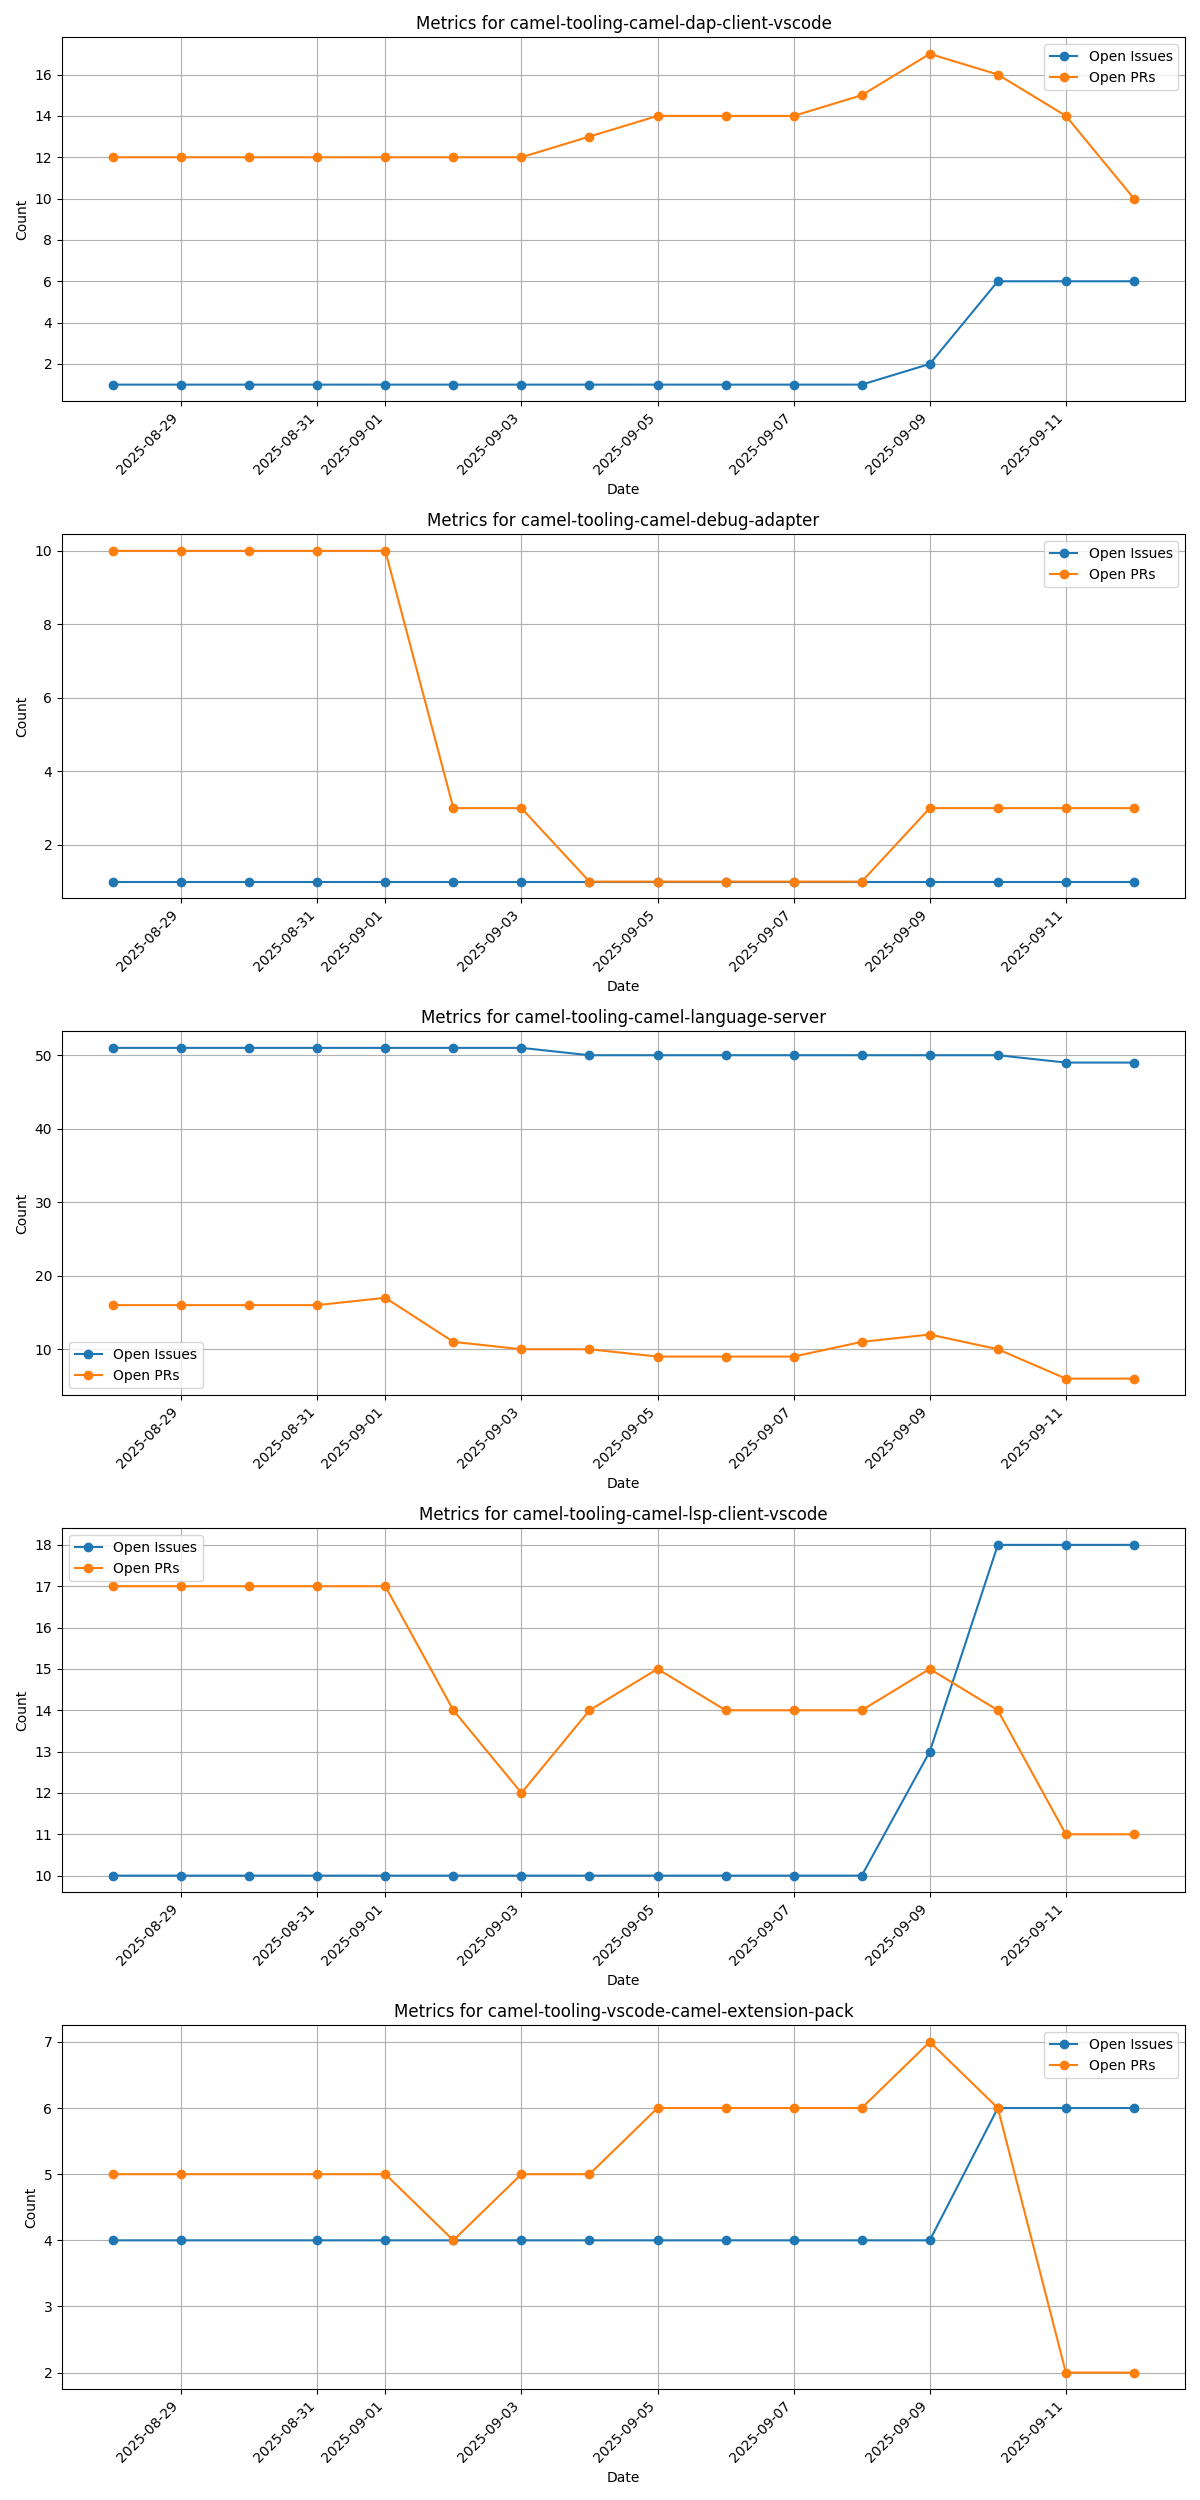 Metrics for camel-tooling-camel-dap-client-vscode
Open Issues
Open PRs
16
14
12
10
8
6
4
2
Count
2025-08-29
2025-08-31
2025-09-01
2025-09-03
2025-09-05
2025-09-07
2025-09-09
2025-09-11
Date
Metrics for camel-tooling-camel-debug-adapter
Open Issues
Open PRs
10
8
6
4
2
Count
2025-08-29
2025-08-31
2025-09-01
2025-09-03
2025-09-05
2025-09-07
2025-09-09
2025-09-11
Date
Metrics for camel-tooling-camel-language-server
50
40
30
20
10
Count
Open Issues
Open PRs
2025-08-29
2025-08-31
2025-09-01
2025-09-03
2025-09-05
2025-09-07
2025-09-09
2025-09-11
Date
Metrics for camel-tooling-camel-lsp-client-vscode
Open Issues
Open PRs
18
17
16
15
14
13
12
11
10
Count
2025-08-29
2025-08-31
2025-09-01
2025-09-03
2025-09-05
2025-09-07
2025-09-09
2025-09-11
Date
Metrics for camel-tooling-vscode-camel-extension-pack
Open Issues
Open PRs
7
6
5
4
3
2
Count
2025-08-29
2025-08-31
2025-09-01
2025-09-03
2025-09-05
2025-09-07
2025-09-09
2025-09-11
Date